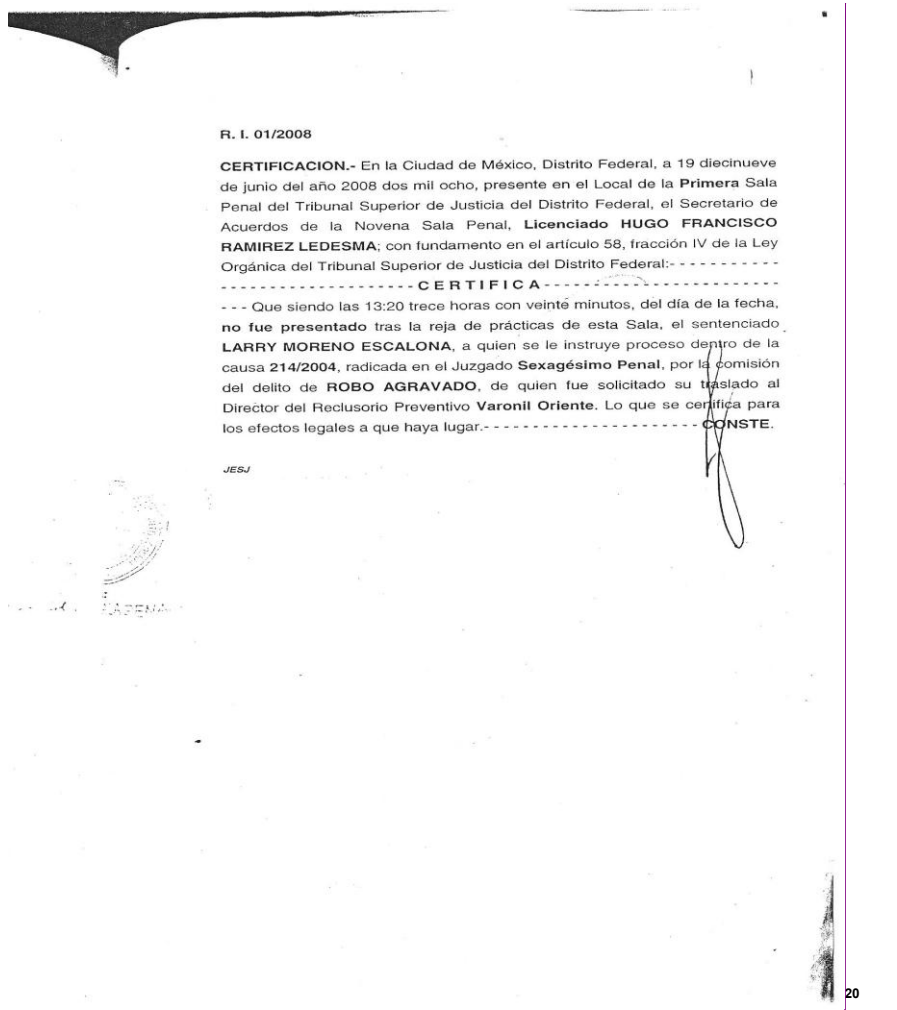 R. I. 01/2008
CERTIFICACION.- En la Ciudad de México, Distrito Federal, a 19 diecinueve
de junio del año 2008 dos mil ocho, presente en el Local de la Primera Sala
Penal del Tribunal Superior de Justicia del Distrito Federal, el Secretario de
Acuerdos de la Novena Sala Penal, Licenciado HUGO FRANCISCO
RAMIREZ LEDESMA; con fundamento en el artículo 58, fracción IV de la Ley
Orgánica del Tribunal Superior de Justicia del Distrito Federal:- - - - - - - - - - -
- - - - - - - - - - - - - - - - - - - C E R T I F I C A - - - - - - - - - - - - - - - - - - - - - - - -
- - - Que siendo las 13:20 trece horas con veinte minutos, del día de la fecha,
no fue presentado tras la reja de prácticas de esta Sala, el sentenciado
LARRY MORENO ESCALONA, a quien se le instruye proceso dentro de la
causa 214/2004, radicada en el Juzgado Sexagésimo Penal, por la comisión
del delito de ROBO AGRAVADO, de quien fue solicitado su traslado al
Director del Reclusorio Preventivo Varonil Oriente. Lo que se certifica para
los efectos legales a que haya lugar.- - - - - - - - - - - - - - - - - - - - - - CONSTE.
JESJ
20